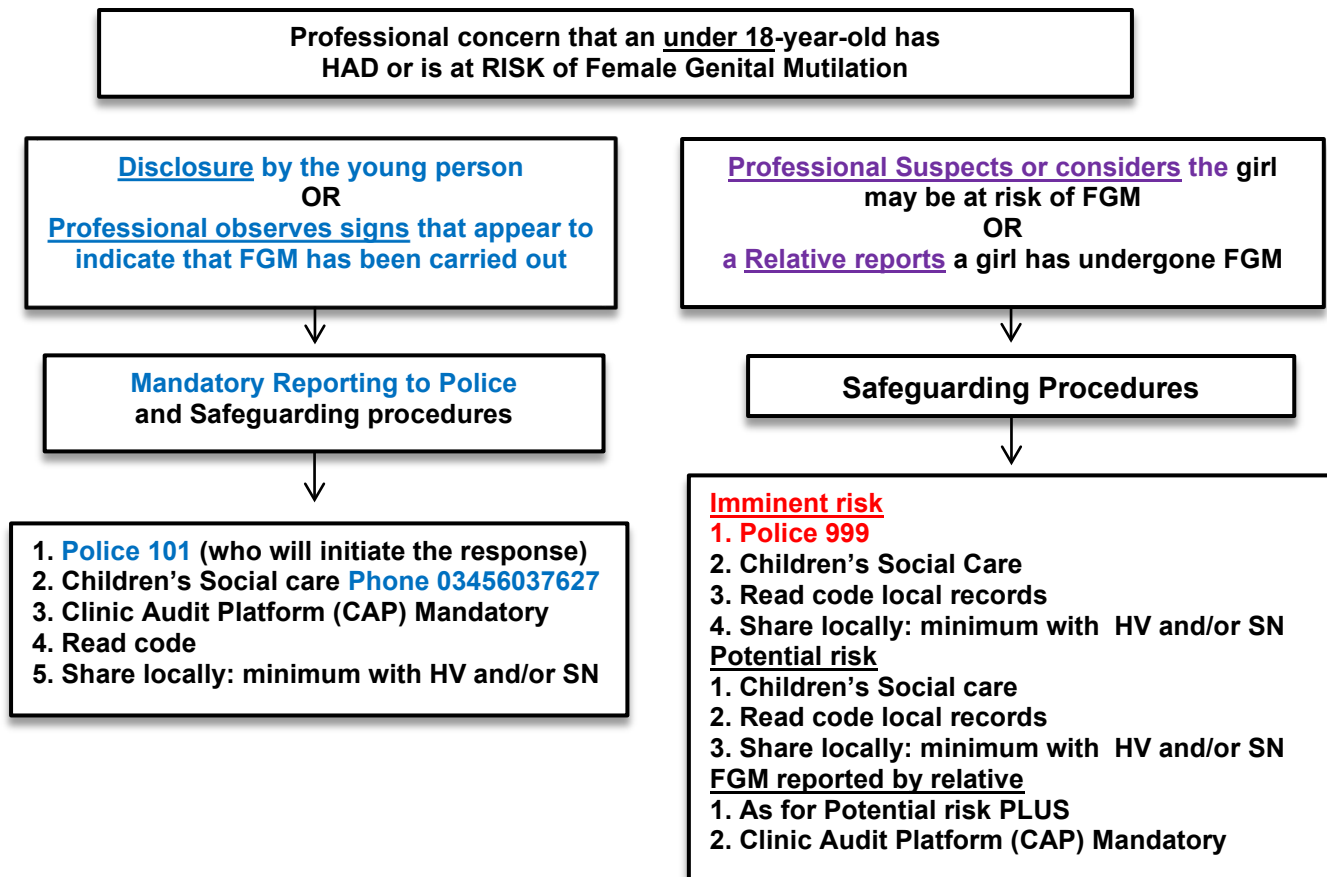 Professional concern that an under 18-year-old has
HAD or is at RISK of Female Genital Mutilation
Disclosure by the young person
OR
Professional observes signs that appear to
indicate that FGM has been carried out
Mandatory Reporting to Police
and Safeguarding procedures
1. Police 101 (who will initiate the response)
2. Children’s Social care Phone 03456037627
3. Clinic Audit Platform (CAP) Mandatory
4. Read code
5. Share locally: minimum with HV and/or SN
Professional Suspects or considers the girl
may be at risk of FGM
OR
a Relative reports a girl has undergone FGM
Safeguarding Procedures
Imminent risk
1. Police 999
2. Children’s Social Care
3. Read code local records
4. Share locally: minimum with HV and/or SN
Potential risk
1. Children’s Social care
2. Read code local records
3. Share locally: minimum with HV and/or SN
FGM reported by relative
1. As for Potential risk PLUS
2. Clinic Audit Platform (CAP) Mandatory